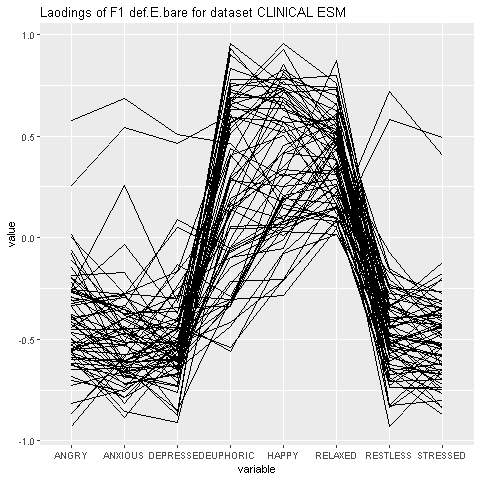 Laodings of F1 def.E.bare for dataset CLINICAL ESM
1.0
0.5
0.0
-0.5
-1.0
value
ANGRY ANXIOUS DEPRESSEDEUPHORIC HAPPY RELAXED RESTLESS STRESSED
variable